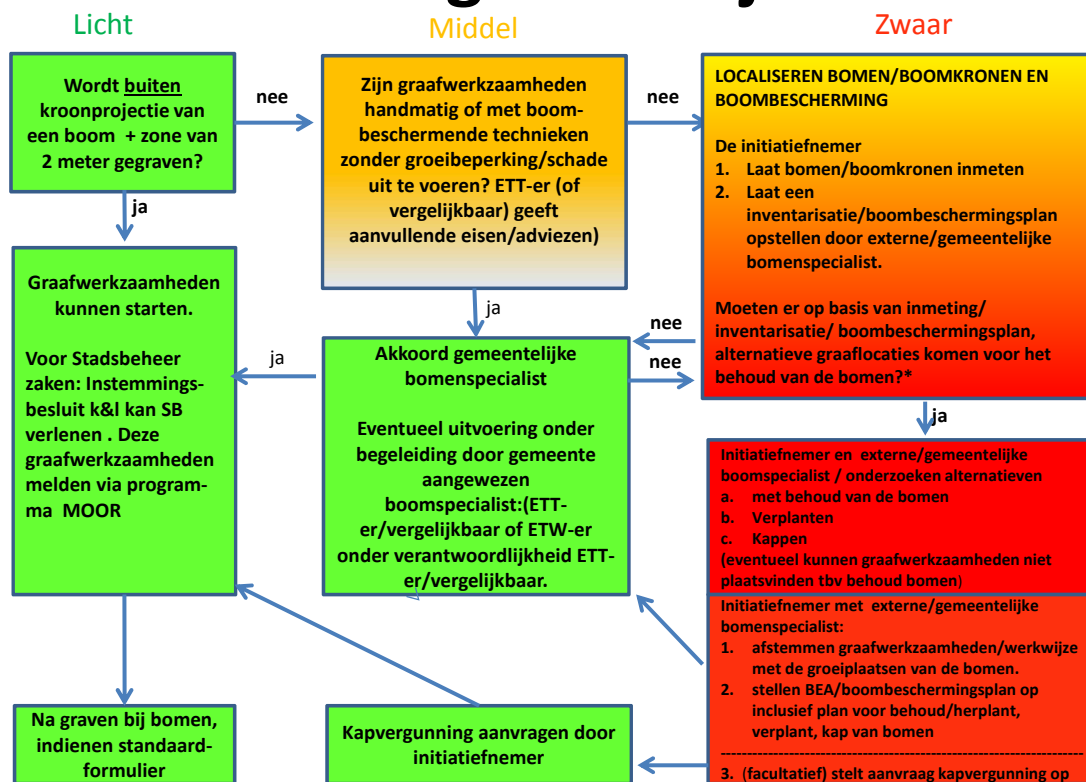 Licht
Middel
Zwaar
Wordt buiten
kroonprojectie van
een boom + zone van
2 meter gegraven?
nee
Zijn graafwerkzaamheden
handmatig of met boom-
beschermende technieken
zonder groeibeperking/schade
uit te voeren? ETT-er (of
vergelijkbaar) geeft
aanvullende eisen/adviezen)
nee
LOCALISEREN BOMEN/BOOMKRONEN EN
BOOMBESCHERMING
De initiatiefnemer
1. Laat bomen/boomkronen inmeten
2. Laat een
inventarisatie/boombeschermingsplan
opstellen door externe/gemeentelijke
bomenspecialist.
Moeten er op basis van inmeting/
inventarisatie/ boombeschermingsplan,
alternatieve graaflocaties komen voor het
behoud van de bomen?*
ja
ja
nee
nee
ja
ja
Graafwerkzaamheden
kunnen starten.
Voor Stadsbeheer
zaken: Instemmings-
besluit k&l kan SB
verlenen . Deze
graafwerkzaamheden
melden via program-
ma MOOR
Akkoord gemeentelijke
bomenspecialist
Eventueel uitvoering onder
begeleiding door gemeente
aangewezen
boomspecialist:(ETT-
er/vergelijkbaar of ETW-er
onder verantwoordelijkheid ETT-
er/vergelijkbaar.
Initiatiefnemer en externe/gemeentelijke
boomspecialist / onderzoeken alternatieven
a. met behoud van de bomen
b. Verplanten
c. Kappen
(eventueel kunnen graafwerkzaamheden niet
plaatsvinden tbv behoud bomen)
Initiatiefnemer met externe/gemeentelijke
bomenspecialist:
1. afstemmen graafwerkzaamheden/werkwijze
met de groeiplaatsen van de bomen.
2. stellen BEA/boombeschermingsplan op
inclusief plan voor behoud/herplant,
verplant, kap van bomen
3. (facultatief) stelt aanvraag kapvergunning op
Na graven bij bomen,
indienen standaard-
formulier
Kapvergunning aanvragen door
initiatiefnemer